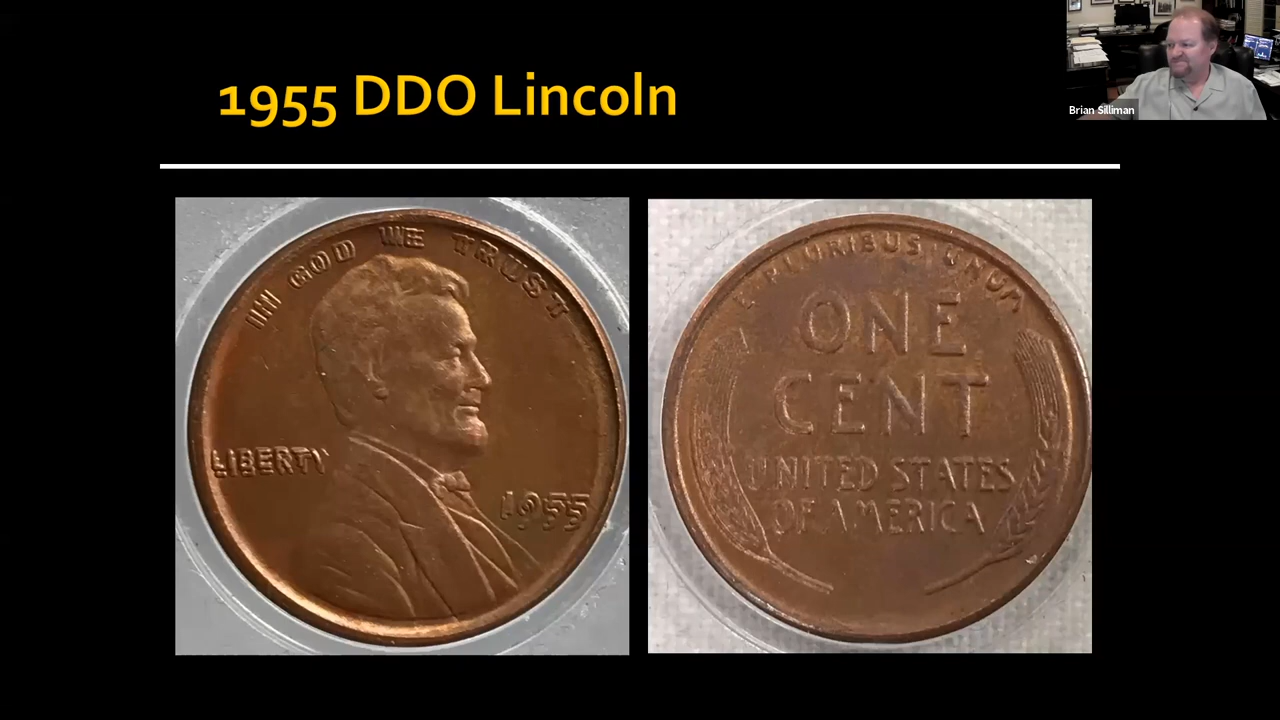 1955 DDO Lincoln
Brian Silliman
IN GOD WE TRUST
LIBERTY
1955
E PLURIBUS UNUM
ONE
CENT
UNITED STATES
OF AMERICA